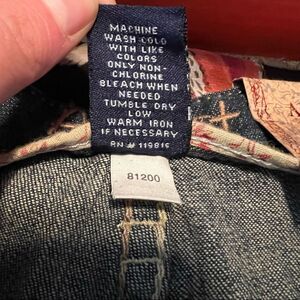 MACHINE
WASH COLD
WITH LIKE
COLORS
ONLY NON-
CHLORINE
BLEACH WHEN
NEEDED
TUMBLE DRY
LOW
WARM IRON
IF NECESSARY
RN # 119816
81200